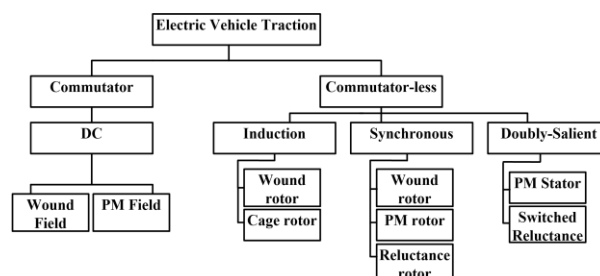 Electric Vehicle Traction
Commutator
Commutator-less
DC
Induction
Synchronous
Doubly-Salient
Wound
Field
PM Field
Wound
rotor
Cage rotor
Wound
rotor
PM rotor
Reluctance
rotor
PM Stator
Switched
Reluctance